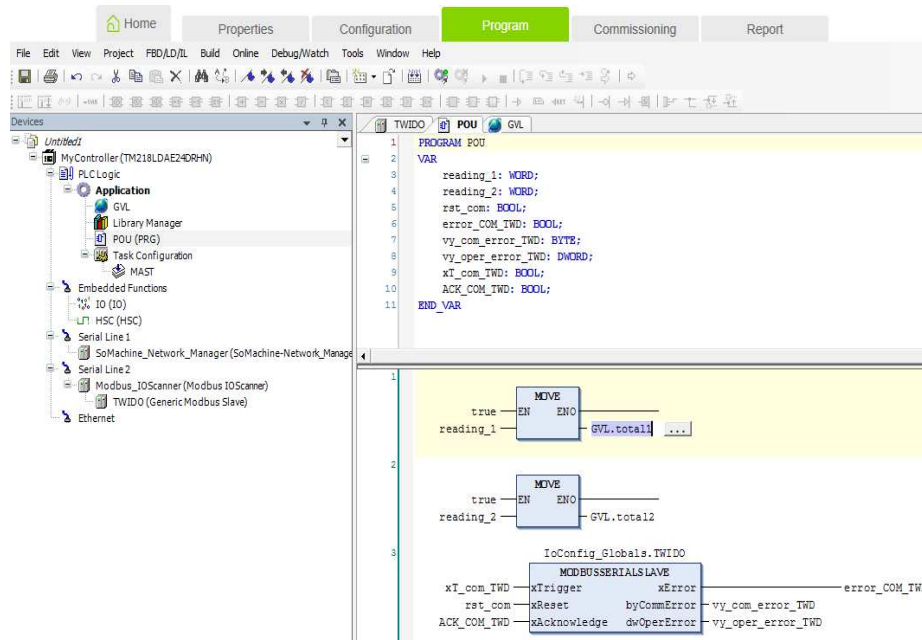 Home
Properties
Configuration
Program
Commissioning
Report
File Edit View Project FBD/LD/IL Build Online Debug/Watch Tools Window Help
Devices
Untitled1
MyController (TM218LDAE24DRHN)
PLC Logic
Application
GVL
Library Manager
POU (PRG)
Task Configuration
MAST
Embedded Functions
IO (IO)
HSC (HSC)
Serial Line 1
SoMachine_Network_Manager (SoMachine-Network_Manage
Serial Line 2
Modbus_IOScanner (Modbus IOScanner)
TWIDO (Generic Modbus Slave)
Ethernet
TWIDO POU GVL
1 PROGRAM POU
2 VAR
3 reading_1: WORD;
4 reading_2: WORD;
5 rst_com: BOOL;
6 error_COM_TWD: BOOL;
7 vy_com_error_TWD: BYTE;
8 vy_oper_error_TWD: DWORD;
9 xT_com_TWD: BOOL;
10 ACK_COM_TWD: BOOL;
11 END_VAR
1
MOVE
true EN ENO
reading_1 GVL.total1 ...
2
MOVE
true EN ENO
reading_2 GVL.total2
3 IoConfig_Globals.TWIDO
MODBUSSERIALSLAVE
xT_com_TWD xTrigger xError error_COM_TW
rst_com xReset byCommError vy_com_error_TWD
ACK_COM_TWD xAcknowledge dwOperError vy_oper_error_TWD